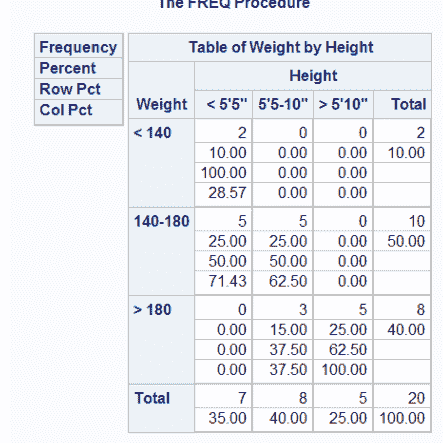 The FREQ Procedure
Frequency
Percent
Row Pct
Col Pct
Table of Weight by Height
Height
Weight < 5'5" 5'5-10" > 5'10" Total
< 140 2 0 0 2
10.00 0.00 0.00 10.00
100.00 0.00 0.00
28.57 0.00 0.00
140-180 5 5 0 10
25.00 25.00 0.00 50.00
50.00 50.00 0.00
71.43 62.50 0.00
> 180 0 3 5 8
0.00 15.00 25.00 40.00
0.00 37.50 62.50
0.00 37.50 100.00
Total 7 8 5 20
35.00 40.00 25.00 100.00